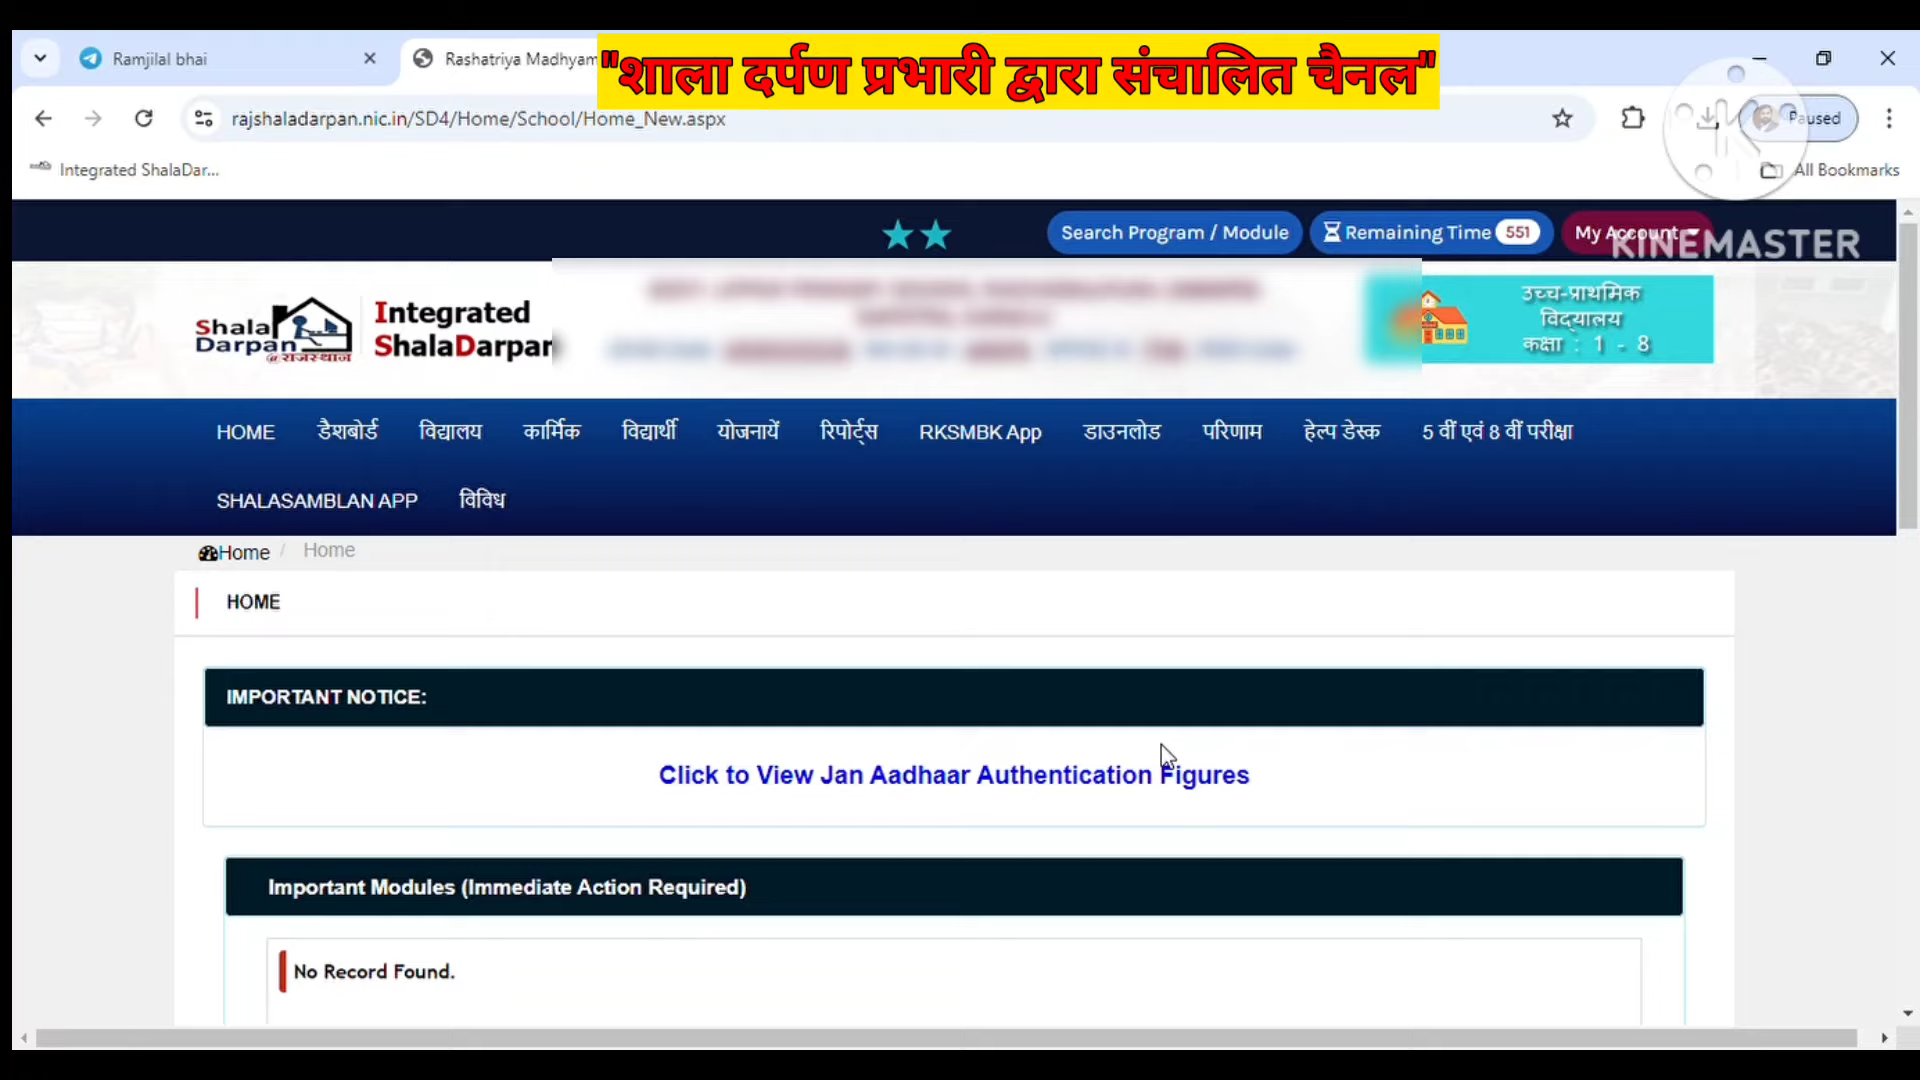 Ramjilal bhai
Rashatriya Madhyam
"शाला दर्पण प्रभारी द्वारा संचालित चैनल"
rajshaladarpan.nic.in/SD4/Home/School/Home_New.aspx
Paused
Integrated ShalaDar...
All Bookmarks
Search Program / Module
Remaining Time 551
My Account
KINEMASTER
Shala
Darpan
@राजस्थान
Integrated
ShalaDarpan
उच्च-प्राथमिक
विद्यालय
कक्षा : 1 - 8
HOME डैशबोर्ड विद्यालय कार्मिक विद्यार्थी योजनायें रिपोर्ट्स RKSMBK App डाउनलोड परिणाम हेल्प डेस्क 5 वीं एवं 8 वीं परीक्षा
SHALASAMBLAN APP विविध
Home / Home
HOME
IMPORTANT NOTICE:
Click to View Jan Aadhaar Authentication Figures
Important Modules (Immediate Action Required)
No Record Found.